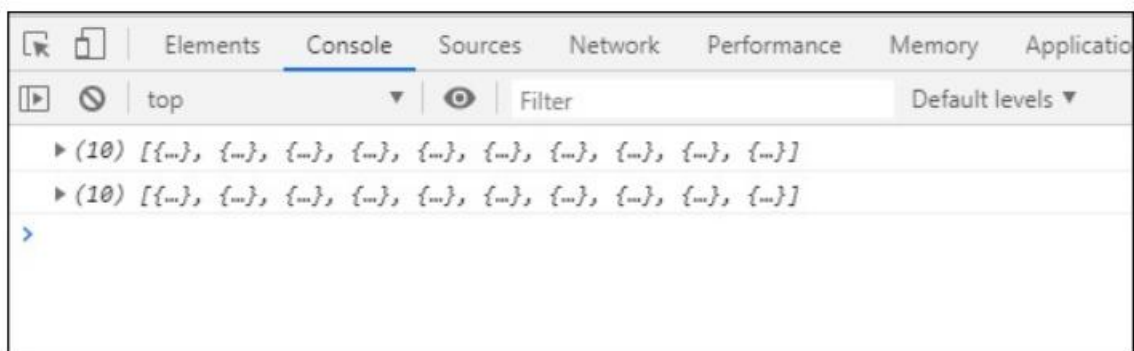 Elements Console Sources Network Performance Memory Applicatio
top ▼ Filter Default levels ▼
▶ (10) [{…}, {…}, {…}, {…}, {…}, {…}, {…}, {…}, {…}, {…}]
▶ (10) [{…}, {…}, {…}, {…}, {…}, {…}, {…}, {…}, {…}, {…}]
>